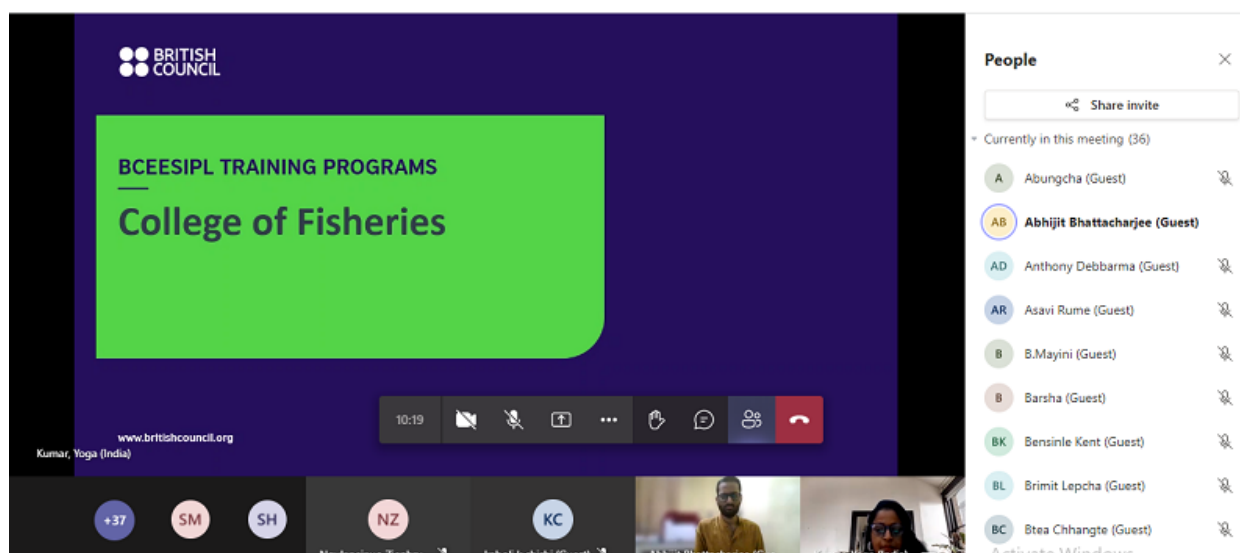 BRITISH
COUNCIL
BCEESIPL TRAINING PROGRAMS
College of Fisheries
10:19
www.britishcouncil.org
Kumar, Yoga (India)
+37
SM
SH
NZ
KC
People
Share invite
Currently in this meeting (36)
A Abungcha (Guest)
AB Abhijit Bhattacharjee (Guest)
AD Anthony Debbarma (Guest)
AR Asavi Rume (Guest)
B B.Mayini (Guest)
B Barsha (Guest)
BK Bensinle Kent (Guest)
BL Brimit Lepcha (Guest)
BC Btea Chhangte (Guest)
Activate Windows